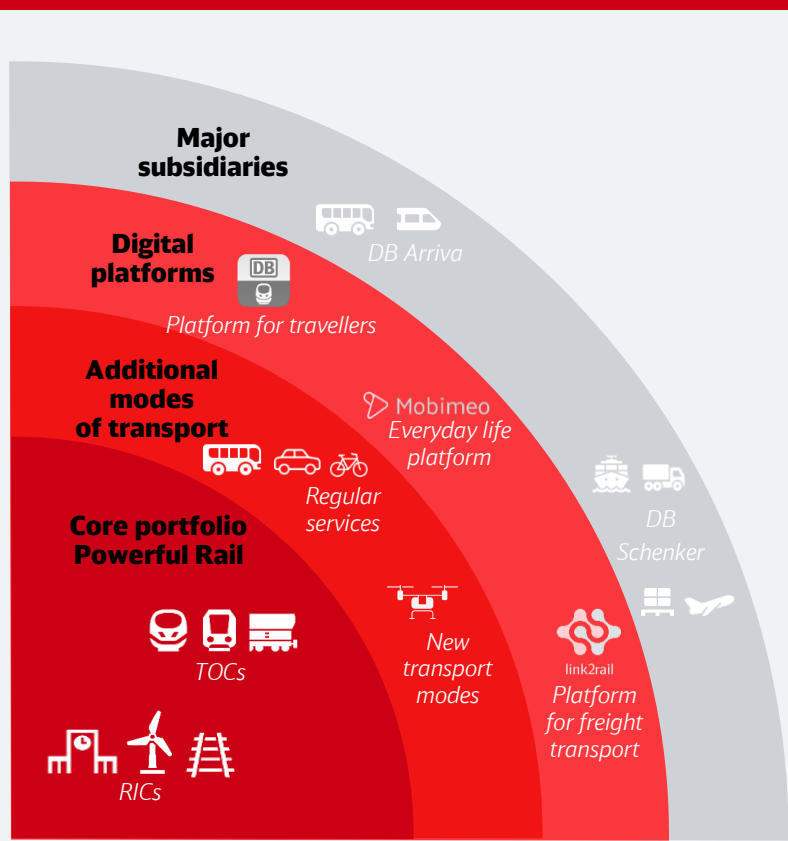 Major
subsidiaries
DB Arriva
Digital
platforms
DB
Platform for travellers
Mobimeo
Everyday life
platform
Additional
modes
of transport
Regular
services
DB
Schenker
Core portfolio
Powerful Rail
TOCs
New
transport
modes
link2rail
Platform
for freight
transport
RICs